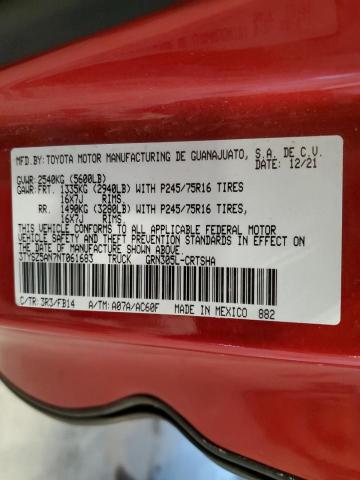 MFD.BY:TOYOTA MOTOR MANUFACTURING DE GUANAJUATO, S.A. DE C.V.
DATE: 12/21
GVWR: 2540KG (5600LB)
GAWR: FRT. 1335KG (2940LB) WITH P245/75R16 TIRES
16X7J RIMS,
RR. 1490KG (3280LB) WITH P245/75R16 TIRES
16X7J RIMS,
THIS VEHICLE CONFORMS TO ALL APPLICABLE FEDERAL MOTOR
VEHICLE SAFETY STANDARDS IN EFFECT ON
THE DATE OF MANUFACTURE SHOWN ABOVE.
3TYSZ5AN7NT061683 TRUCK GRN305L-CRTSHA
C/TR: 3R3/FB14 A/TM: A07A/AC60F MADE IN MEXICO 882